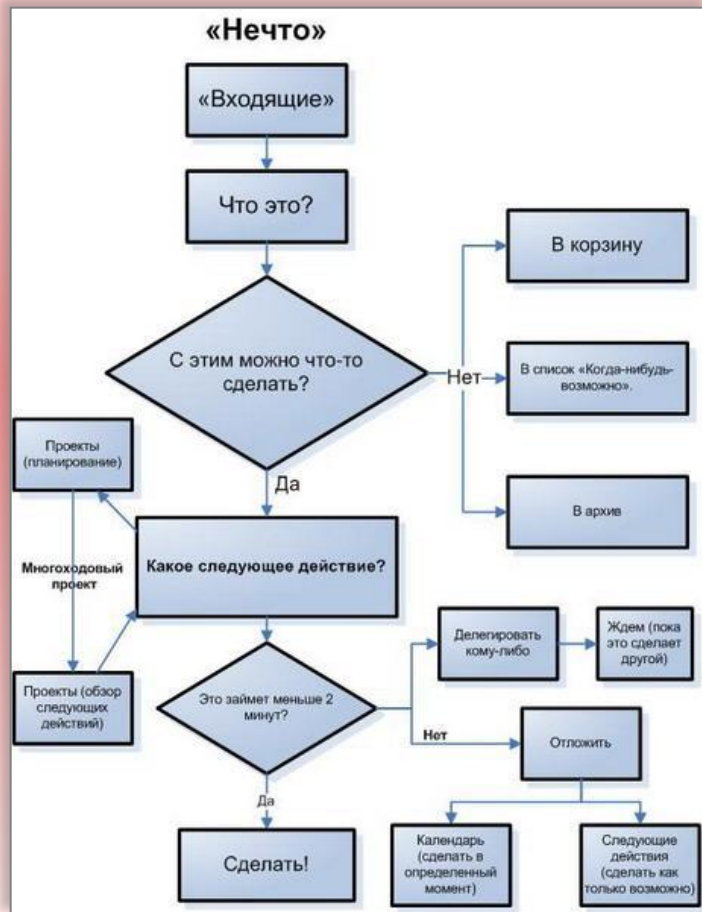 «Нечто»
«Входящие»
Что это?
В корзину
С этим можно что-то
сделать?
Нет
В список «Когда-нибудь-
возможно».
Проекты
(планирование)
Да
В архив
Многоходовый
проект
Какое следующее действие?
Делегировать
кому-либо
Ждем (пока
это сделает
другой)
Проекты (обзор
следующих
действий)
Это займет меньше 2
минут?
Нет
Отложить
Да
Сделать!
Календарь
(сделать в
определенный
момент)
Следующие
действия
(сделать как
только возможно)